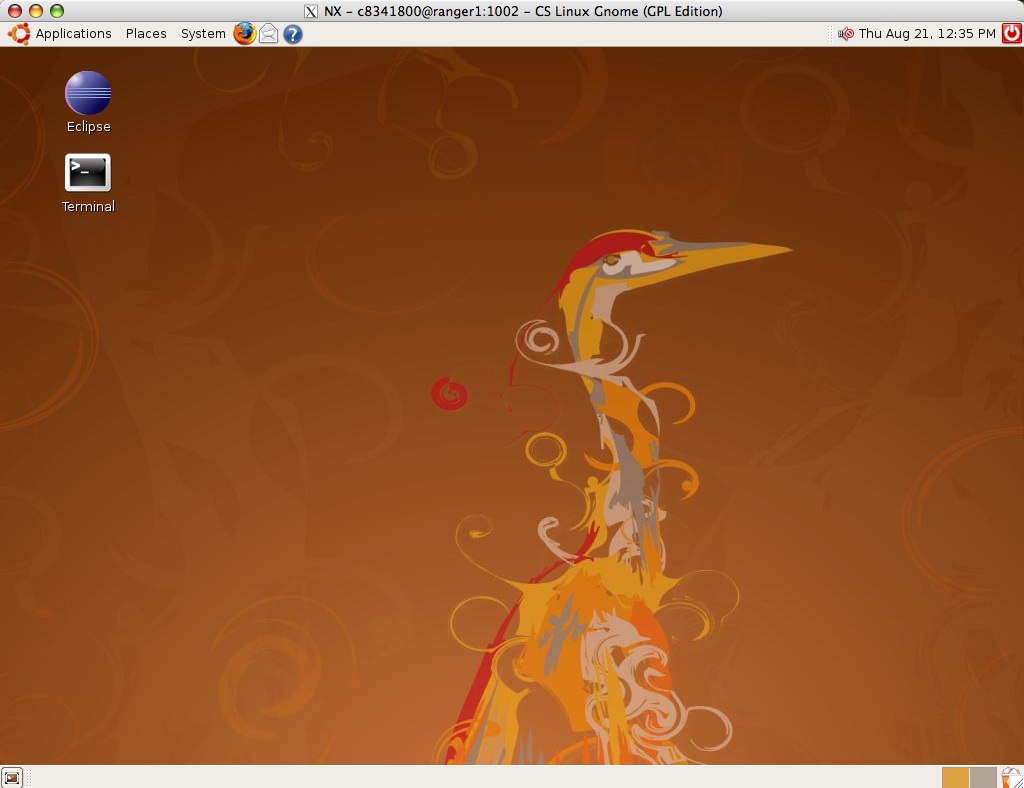 NX – c8341800@ranger1:1002 – CS Linux Gnome (GPL Edition)
Applications Places System Thu Aug 21, 12:35 PM
Eclipse
Terminal